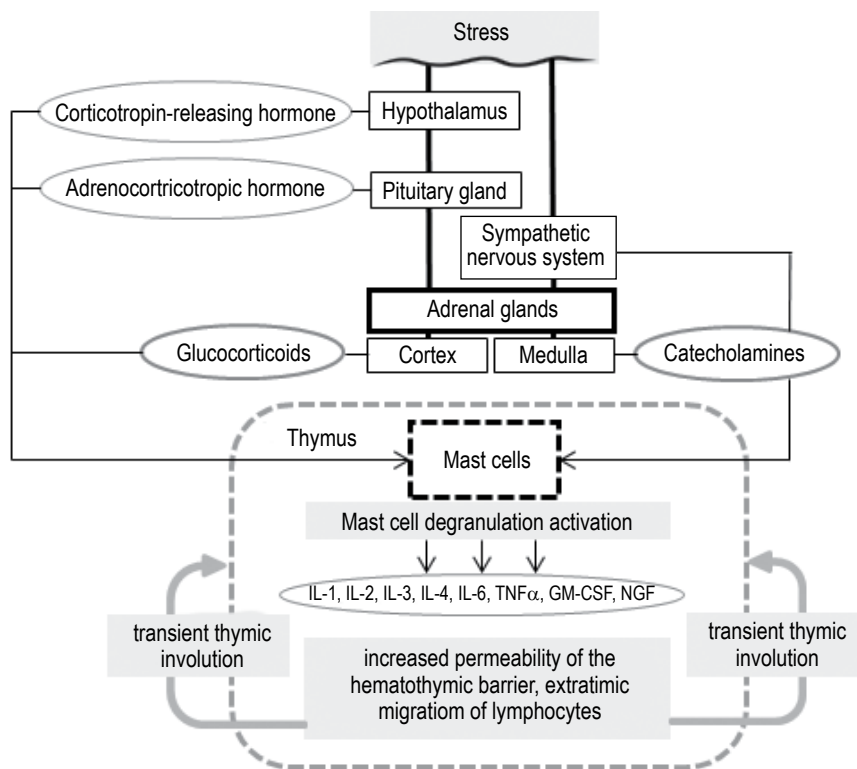 Stress
Corticotropin-releasing hormone
Hypothalamus
Adrenocortricotropic hormone
Pituitary gland
Sympathetic
nervous system
Adrenal glands
Glucocorticoids
Cortex
Medulla
Catecholamines
Thymus
Mast cells
Mast cell degranulation activation
IL-1, IL-2, IL-3, IL-4, IL-6, TNFα, GM-CSF, NGF
transient thymic
involution
increased permeability of the
hematothymic barrier, extratimic
migratiom of lymphocytes
transient thymic
involution